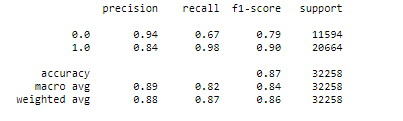 precision recall f1-score support
0.0 0.94 0.67 0.79 11594
1.0 0.84 0.98 0.90 20664
accuracy 0.87 32258
macro avg 0.89 0.82 0.84 32258
weighted avg 0.88 0.87 0.86 32258